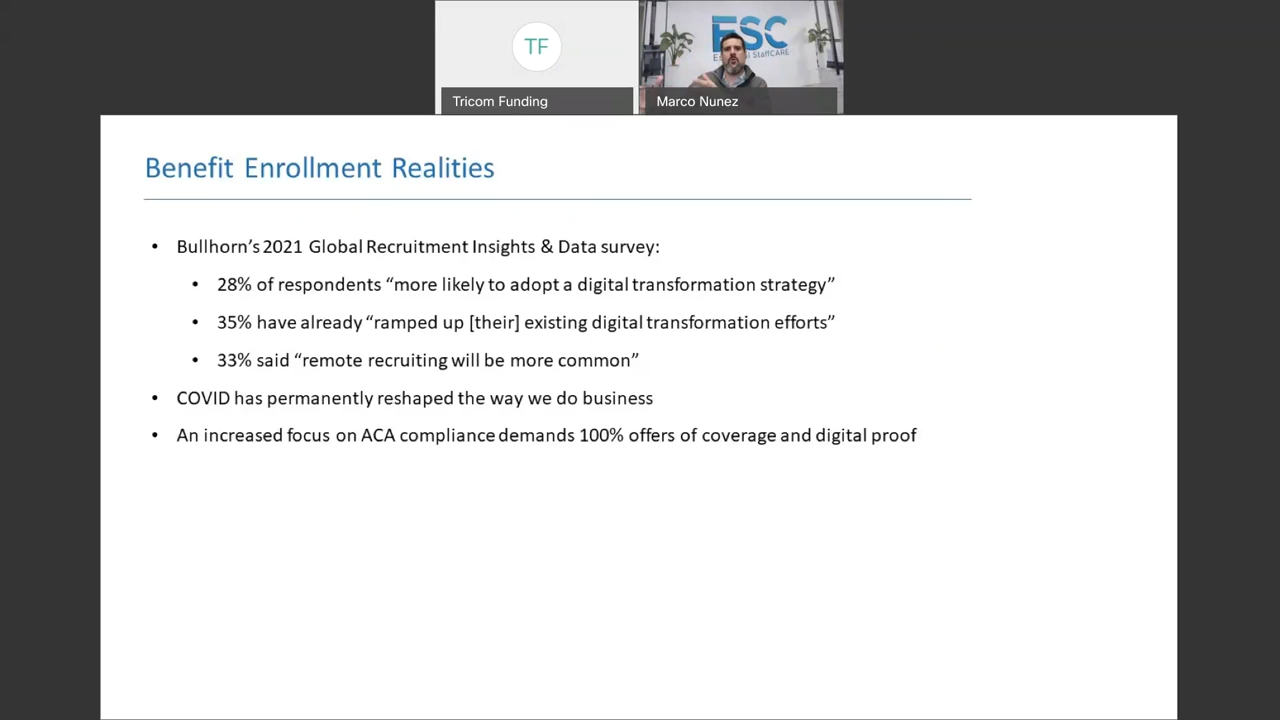 TF
Tricom Funding
ESC
StaffCARE
Marco Nunez
Benefit Enrollment Realities
• Bullhorn’s 2021 Global Recruitment Insights & Data survey:
• 28% of respondents “more likely to adopt a digital transformation strategy”
• 35% have already “ramped up [their] existing digital transformation efforts”
• 33% said “remote recruiting will be more common”
• COVID has permanently reshaped the way we do business
• An increased focus on ACA compliance demands 100% offers of coverage and digital proof